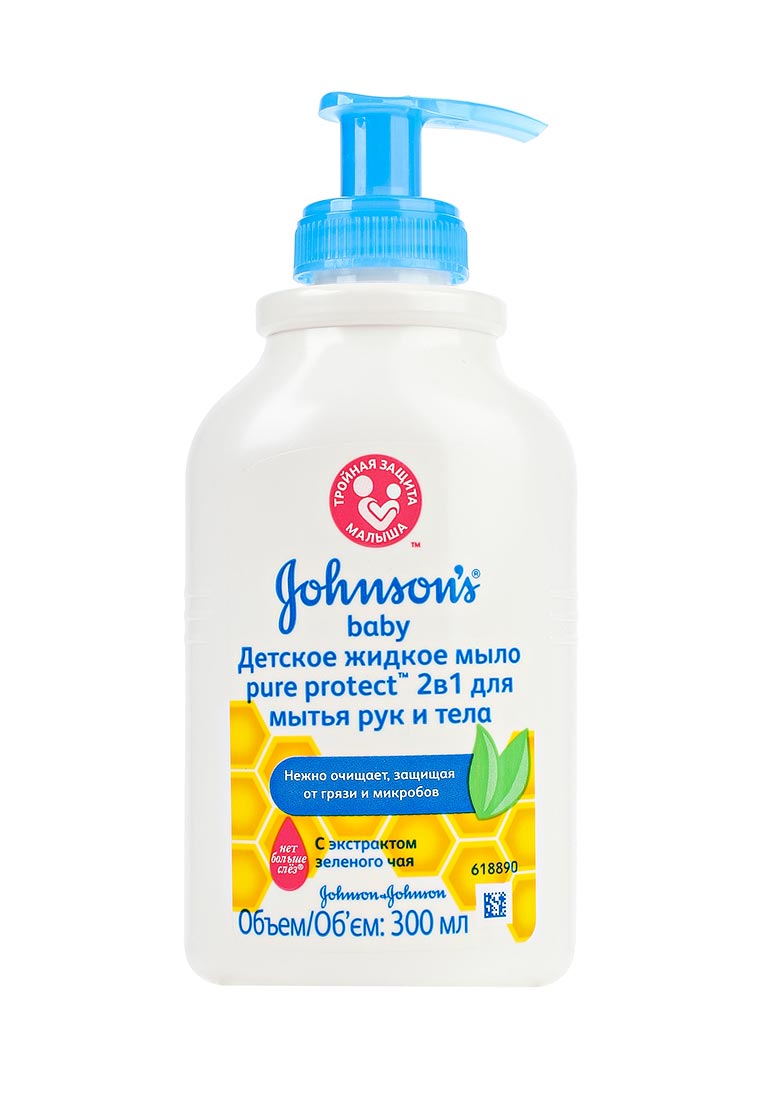 ТРОЙНАЯ ЗАЩИТА
МАЛЫША
™
Johnson's®
baby
Детское жидкое мыло
pure protect™ 2в1 для
мытья рук и тела
Нежно очищает, защищая
от грязи и микробов
нет
больше
слёз®
С экстрактом
зеленого чая
618890
Johnson & Johnson
Объем/Об'єм: 300 мл